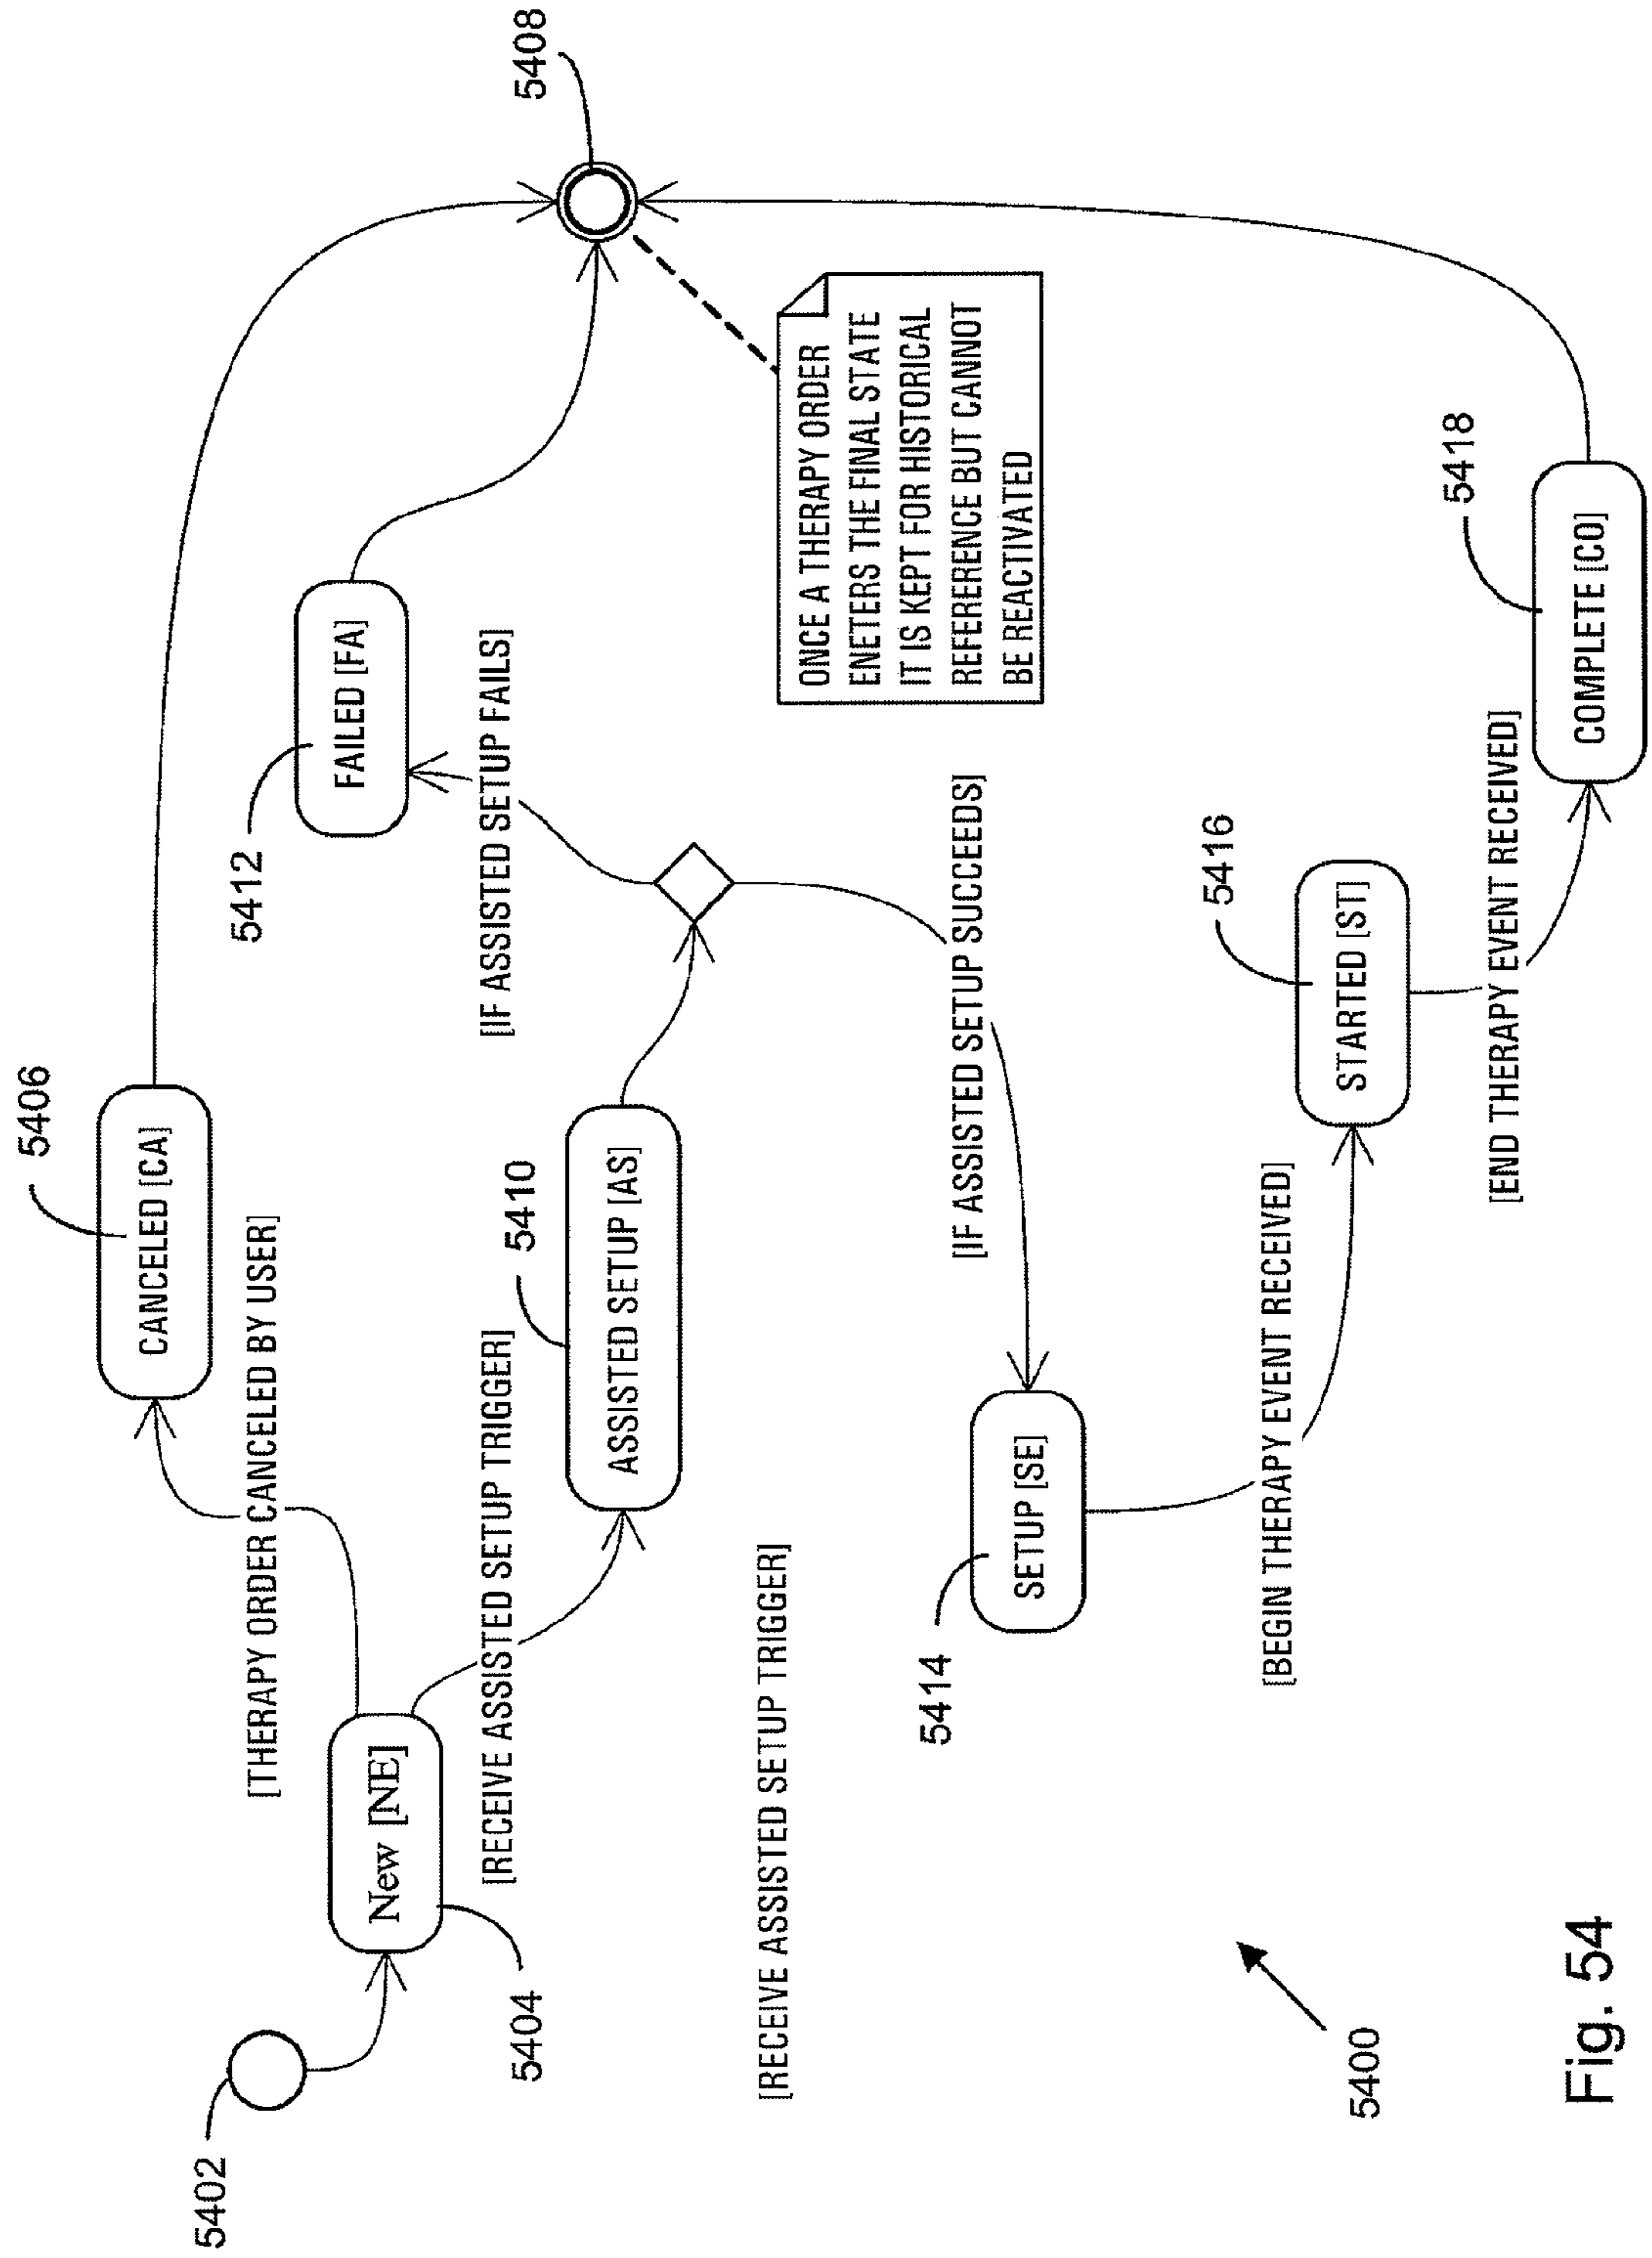 5402
5404
New [NE]
[THERAPY ORDER CANCELED BY USER]
5406
CANCELED [CA]
[RECEIVE ASSISTED SETUP TRIGGER]
5410
ASSISTED SETUP [AS]
5412
FAILED [FA]
[IF ASSISTED SETUP FAILS]
5408
ONCE A THERAPY ORDER
ENETERS THE FINAL STATE
IT IS KEPT FOR HISTORICAL
REFERERENCE BUT CANNOT
BE REACTIVATED
[RECEIVE ASSISTED SETUP TRIGGER]
[IF ASSISTED SETUP SUCCEEDS]
5414
SETUP [SE]
[BEGIN THERAPY EVENT RECEIVED]
5416
STARTED [ST]
[END THERAPY EVENT RECEIVED]
5418
COMPLETE [CO]
5400
Fig. 54